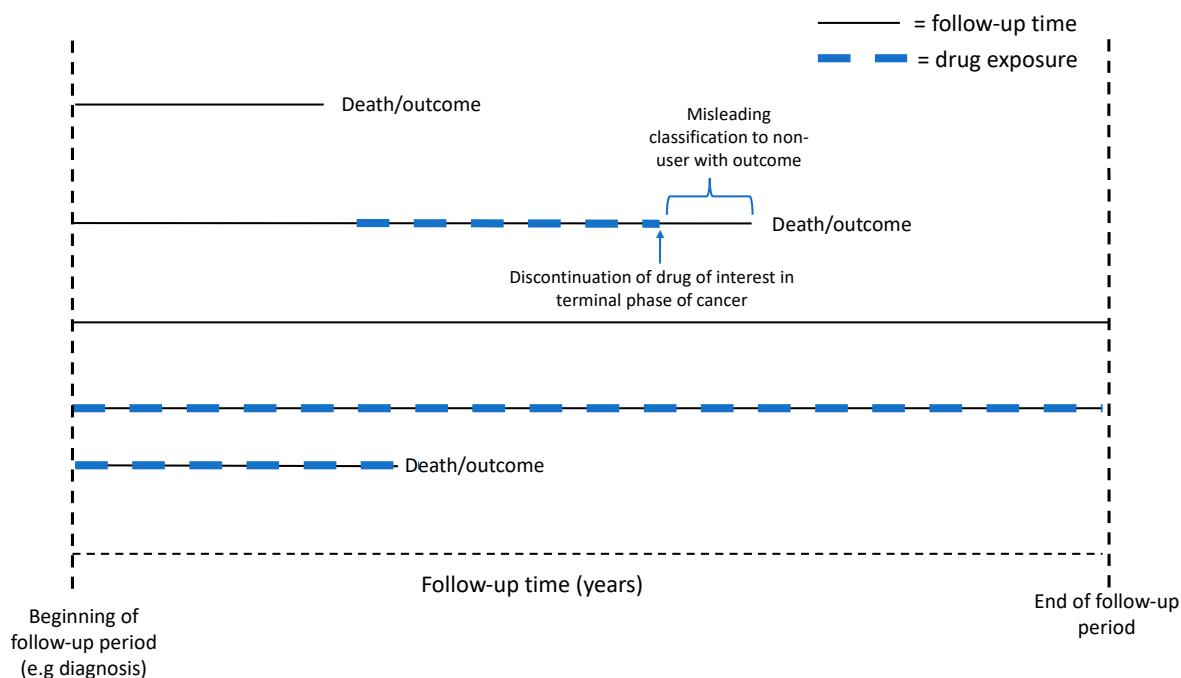 = follow-up time
= drug exposure
Death/outcome
Misleading
classification to non-
user with outcome
Death/outcome
Discontinuation of drug of interest in
terminal phase of cancer
Death/outcome
Follow-up time (years)
Beginning of
follow-up period
(e.g diagnosis)
End of follow-up
period